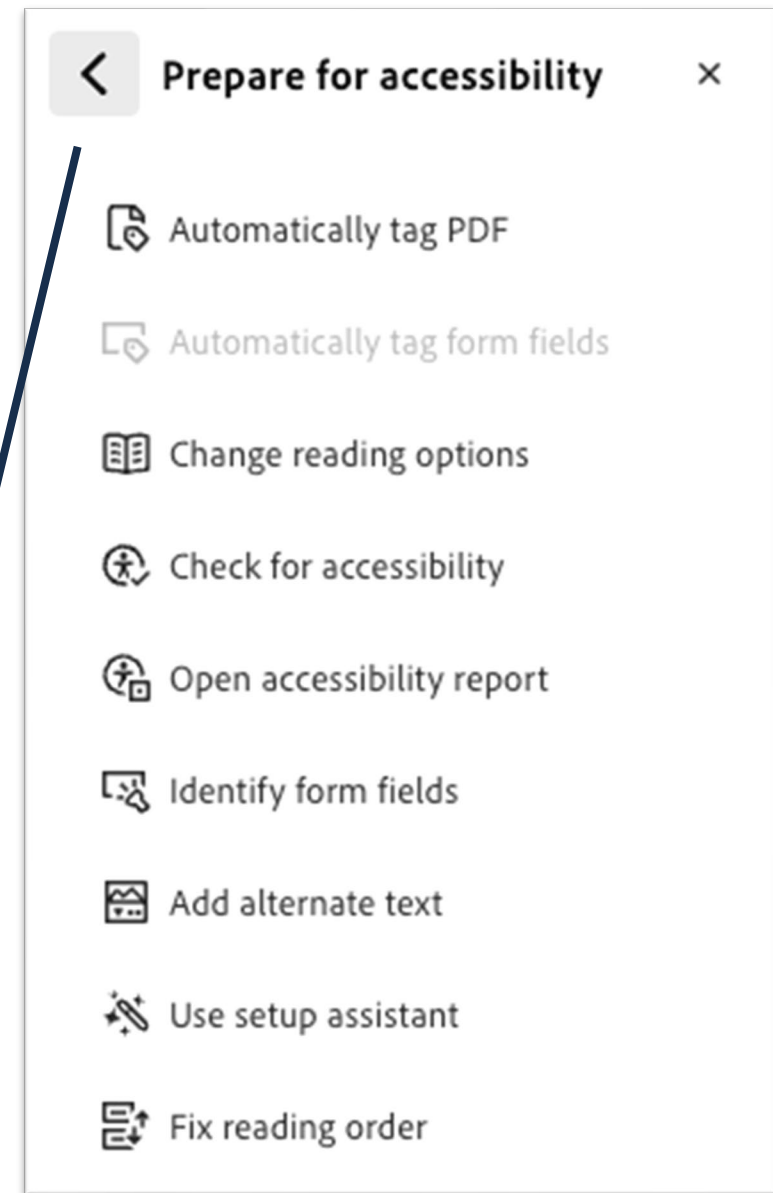 Prepare for accessibility
Automatically tag PDF
Automatically tag form fields
Change reading options
Check for accessibility
Open accessibility report
Identify form fields
Add alternate text
Use setup assistant
Fix reading order